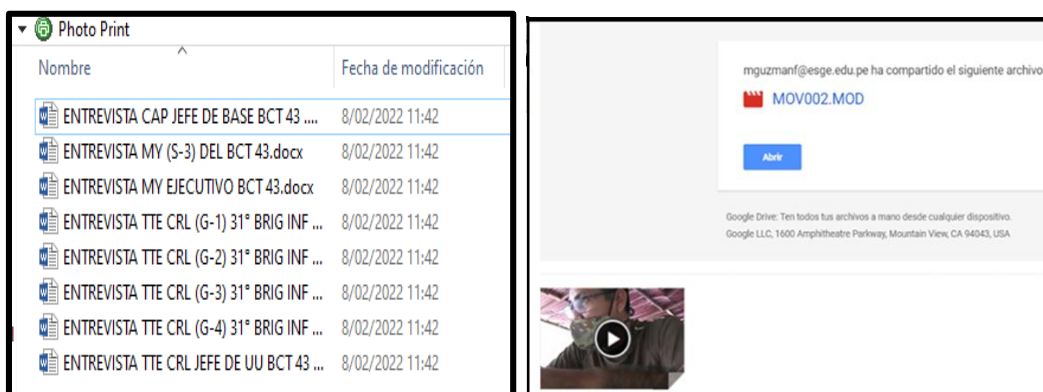 Photo Print
Nombre Fecha de modificación
ENTREVISTA CAP JEFE DE BASE BCT 43 .... 8/02/2022 11:42
ENTREVISTA MY (S-3) DEL BCT 43.docx 8/02/2022 11:42
ENTREVISTA MY EJECUTIVO BCT 43.docx 8/02/2022 11:42
ENTREVISTA TTE CRL (G-1) 31° BRIG INF ... 8/02/2022 11:42
ENTREVISTA TTE CRL (G-2) 31° BRIG INF ... 8/02/2022 11:42
ENTREVISTA TTE CRL (G-3) 31° BRIG INF ... 8/02/2022 11:42
ENTREVISTA TTE CRL (G-4) 31° BRIG INF ... 8/02/2022 11:42
ENTREVISTA TTE CRL JEFE DE UU BCT 43 ... 8/02/2022 11:42
mguzmanf@esge.edu.pe ha compartido el siguiente archivo
MOV002.MOD
Abrir
Google Drive: Ten todos tus archivos a mano desde cualquier dispositivo.
Google LLC, 1600 Amphitheatre Parkway, Mountain View, CA 94043, USA